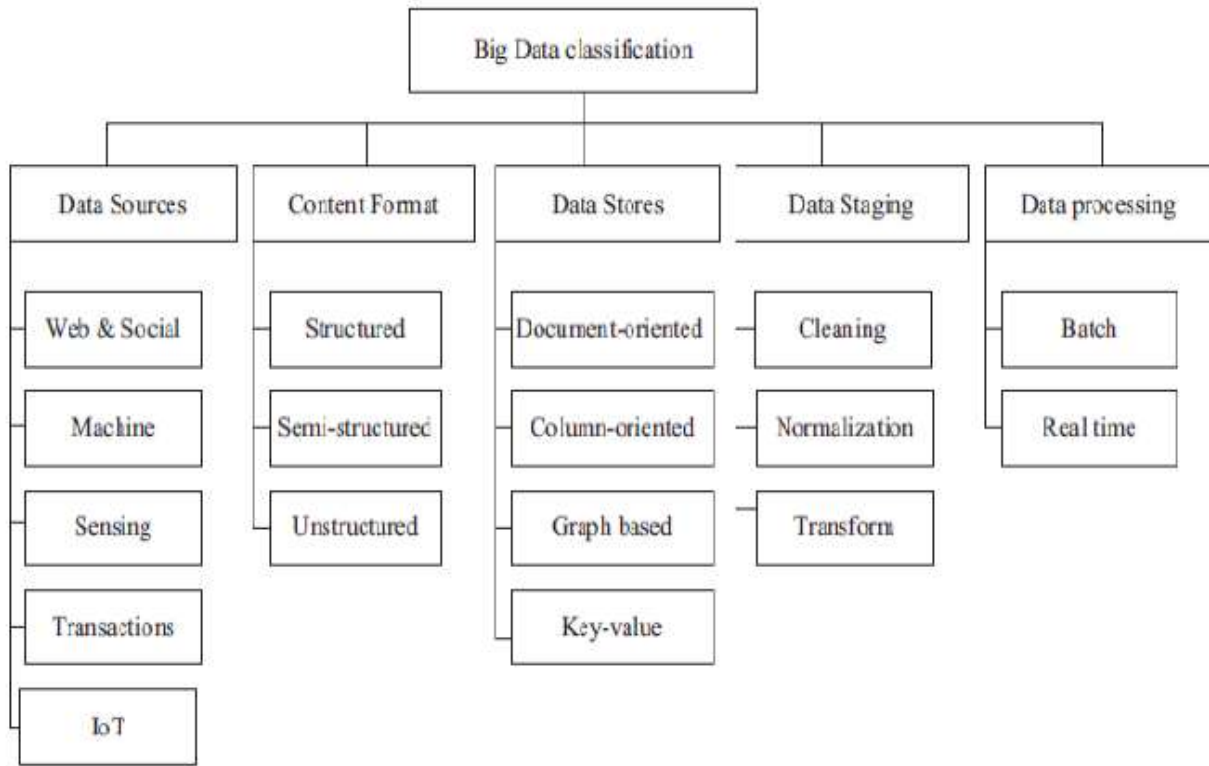 Big Data classification
Data Sources
Content Format
Data Stores
Data Staging
Data processing
Web & Social
Structured
Document-oriented
Cleaning
Batch
Machine
Semi-structured
Column-oriented
Normalization
Real time
Sensing
Unstructured
Graph based
Transform
Transactions
Key-value
IoT